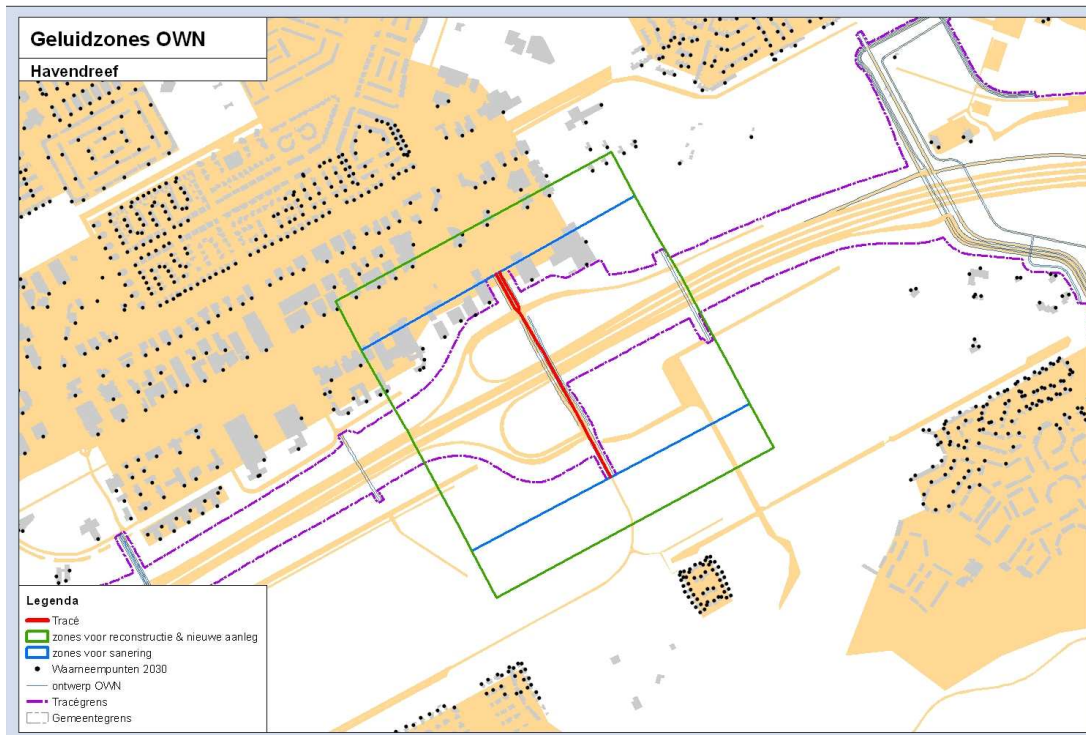 Geluidzones OWN
Havendreef
Legenda
Tracé
zones voor reconstructie & nieuwe aanleg
zones voor sanering
Waarneempunten 2030
ontwerp OWN
Tracégrens
Gemeentegrens